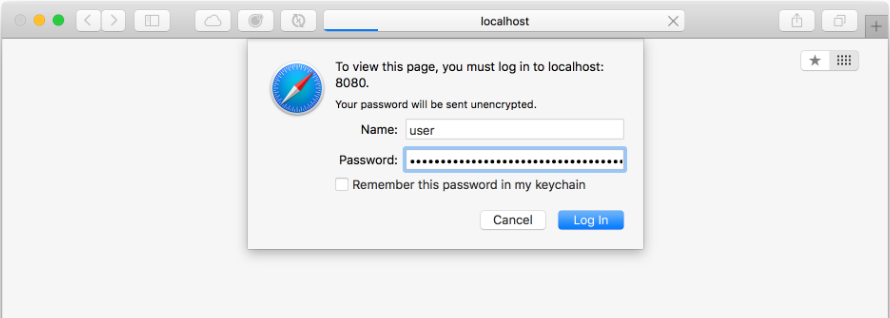 localhost
To view this page, you must log in to localhost:
8080.
Your password will be sent unencrypted.
Name: user
Password: ••••••••••••••••••••••••••••••••••••
Remember this password in my keychain
Cancel Log In